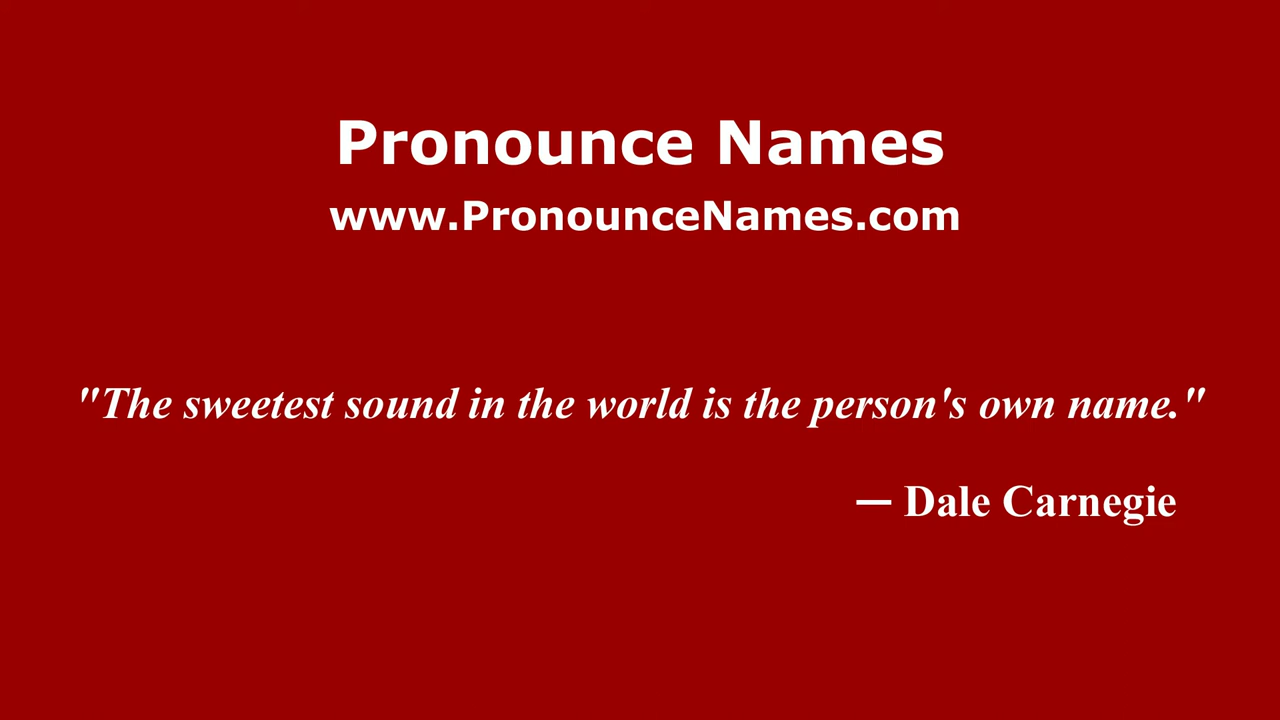 Pronounce Names
www.PronounceNames.com
"The sweetest sound in the world is the person's own name."
— Dale Carnegie